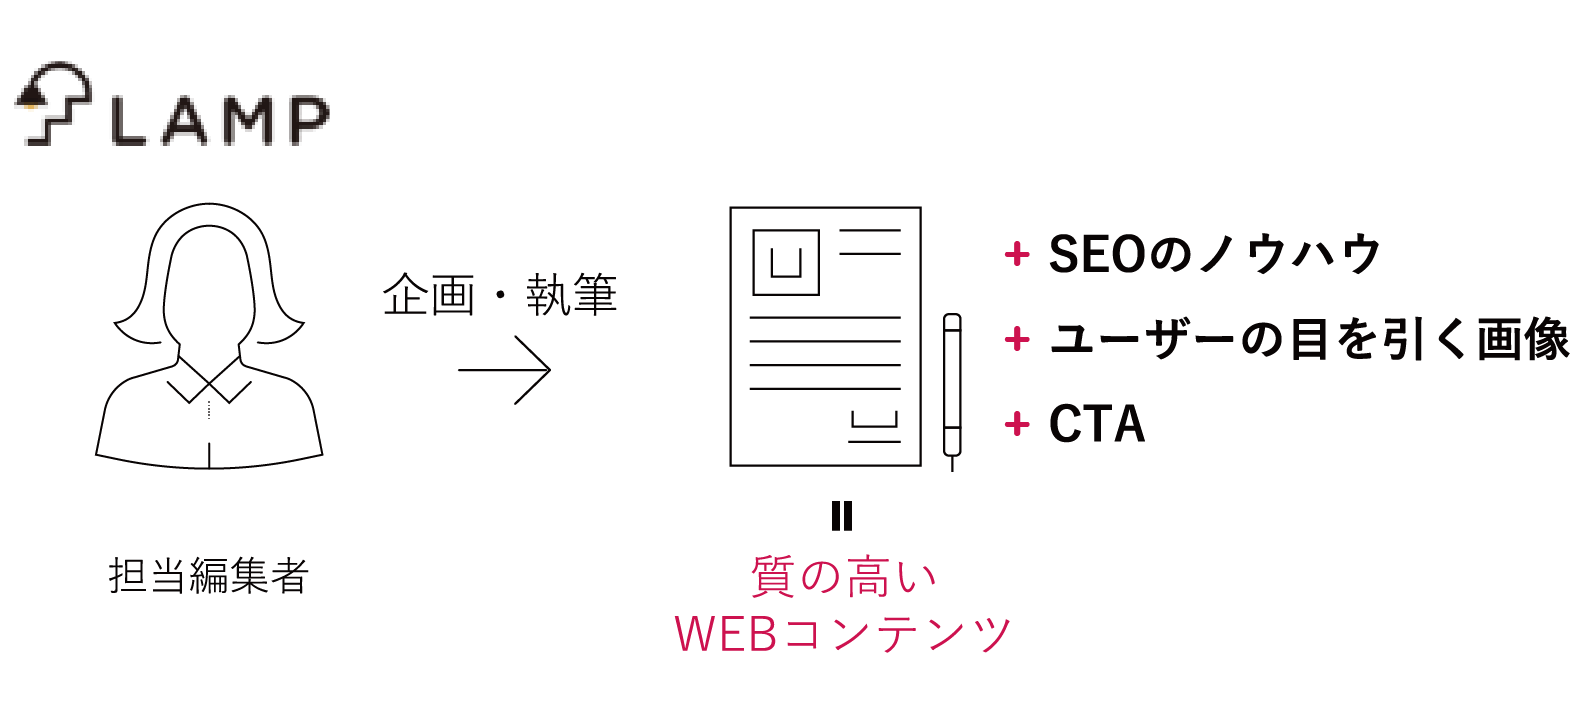 LAMP
企画・執筆
担当編集者
+ SEOのノウハウ
+ ユーザーの目を引く画像
+ CTA
質の高い
WEBコンテンツ